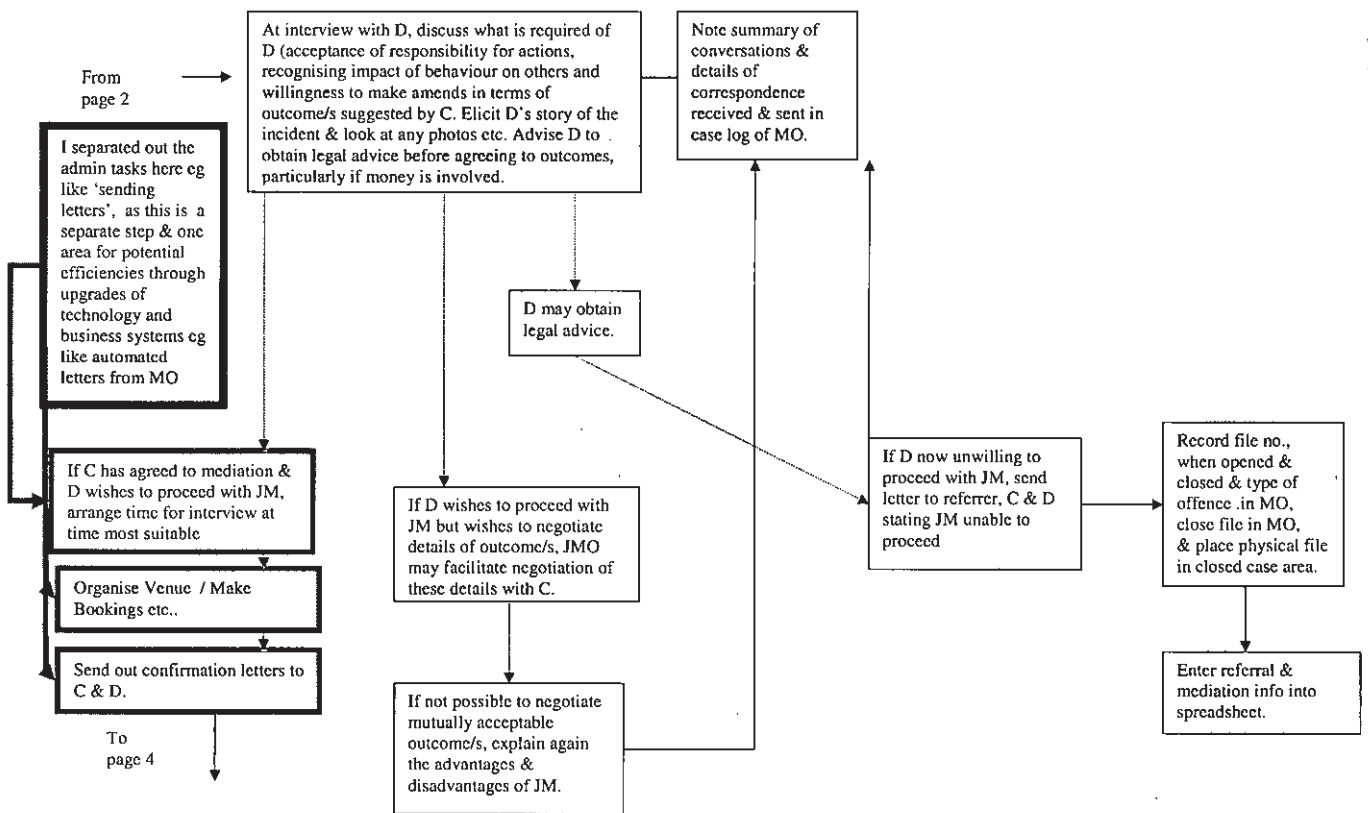 From
page 2
At interview with D, discuss what is required of
D (acceptance of responsibility for actions,
recognising impact of behaviour on others and
willingness to make amends in terms of
outcome/s suggested by C. Elicit D's story of the
incident & look at any photos etc. Advise D to
obtain legal advice before agreeing to outcomes,
particularly if money is involved.
Note summary of
conversations &
details of
correspondence
received & sent in
case log of MO.
I separated out the
admin tasks here eg
like 'sending
letters', as this is a
separate step & one
area for potential
efficiencies through
upgrades of
technology and
business systems eg
like automated
letters from MO
D may obtain
legal advice.
If C has agreed to mediation &
D wishes to proceed with JM,
arrange time for interview at
time most suitable
If D wishes to proceed with
JM but wishes to negotiate
details of outcome/s, JMO
may facilitate negotiation of
these details with C.
If D now unwilling to
proceed with JM, send
letter to referrer, C & D
stating JM unable to
proceed
Record file no.,
when opened &
closed & type of
offence .in MO,
close file in MO,
& place physical file
in closed case area.
Organise Venue / Make
Bookings etc..
Send out confirmation letters to
C & D.
If not possible to negotiate
mutually acceptable
outcome/s, explain again
the advantages &
disadvantages of JM.
Enter referral &
mediation info into
spreadsheet.
To
page 4